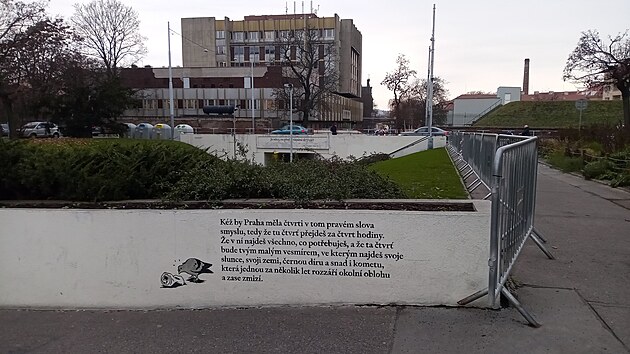 Kéž by Praha měla čtvrti v tom pravém slova
smyslu, tedy že tu čtvrť přejdeš za čtvrt hodiny.
Že v ní najdeš všechno, co potřebuješ, a že ta čtvrť
bude tvým malým vesmírem, ve kterým najdeš svoje
slunce, svoji zemi, černou díru a snad i kometu,
která jednou za několik let rozzáří okolní oblohu
a zase zmizí.